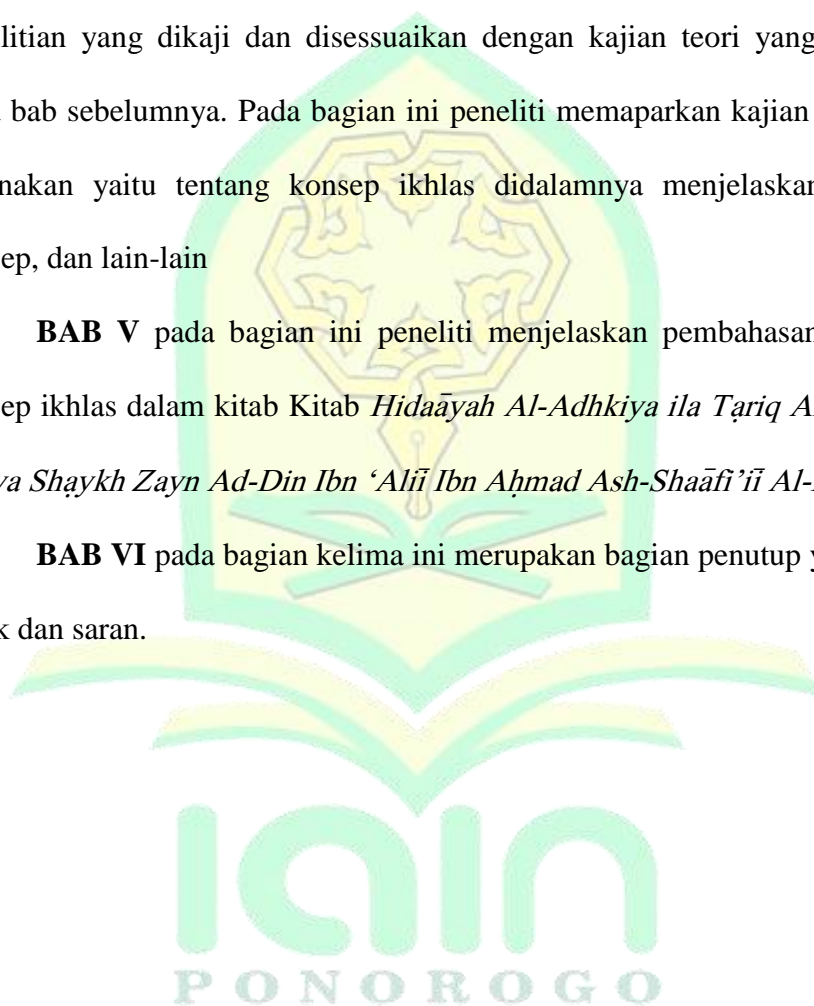 litian yang dikaji dan disessuaikan dengan kajian teori yang
bab sebelumnya. Pada bagian ini peneliti memaparkan kajian
nakan yaitu tentang konsep ikhlas didalamnya menjelaskan
ep, dan lain-lain
BAB V pada bagian ini peneliti menjelaskan pembahasan
ep ikhlas dalam kitab Kitab Hidaāyah Al-Adhkiya ila Ṭariq A
ya Shạykh Zayn Ad-Din Ibn ‘Aliī Ibn Aḥmad Ash-Shaāfi’iī Al-
BAB VI pada bagian kelima ini merupakan bagian penutup y
k dan saran.
iain
PONOROGO